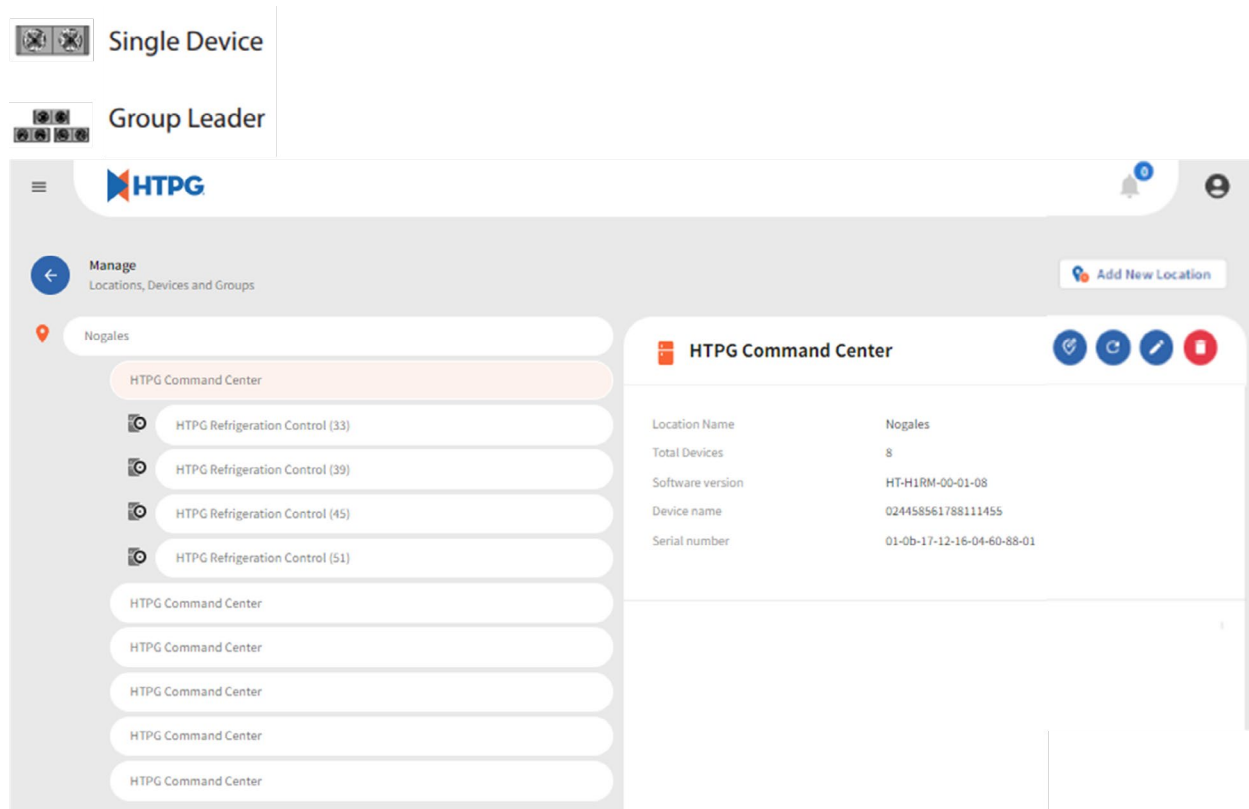 Single Device
Group Leader
HTPG
0
Manage
Locations, Devices and Groups
Add New Location
Nogales
HTPG Command Center
HTPG Refrigeration Control (33)
HTPG Refrigeration Control (39)
HTPG Refrigeration Control (45)
HTPG Refrigeration Control (51)
HTPG Command Center
HTPG Command Center
HTPG Command Center
HTPG Command Center
HTPG Command Center
HTPG Command Center
Location Name Nogales
Total Devices 8
Software version HT-H1RM-00-01-08
Device name 024458561788111455
Serial number 01-0b-17-12-16-04-60-88-01